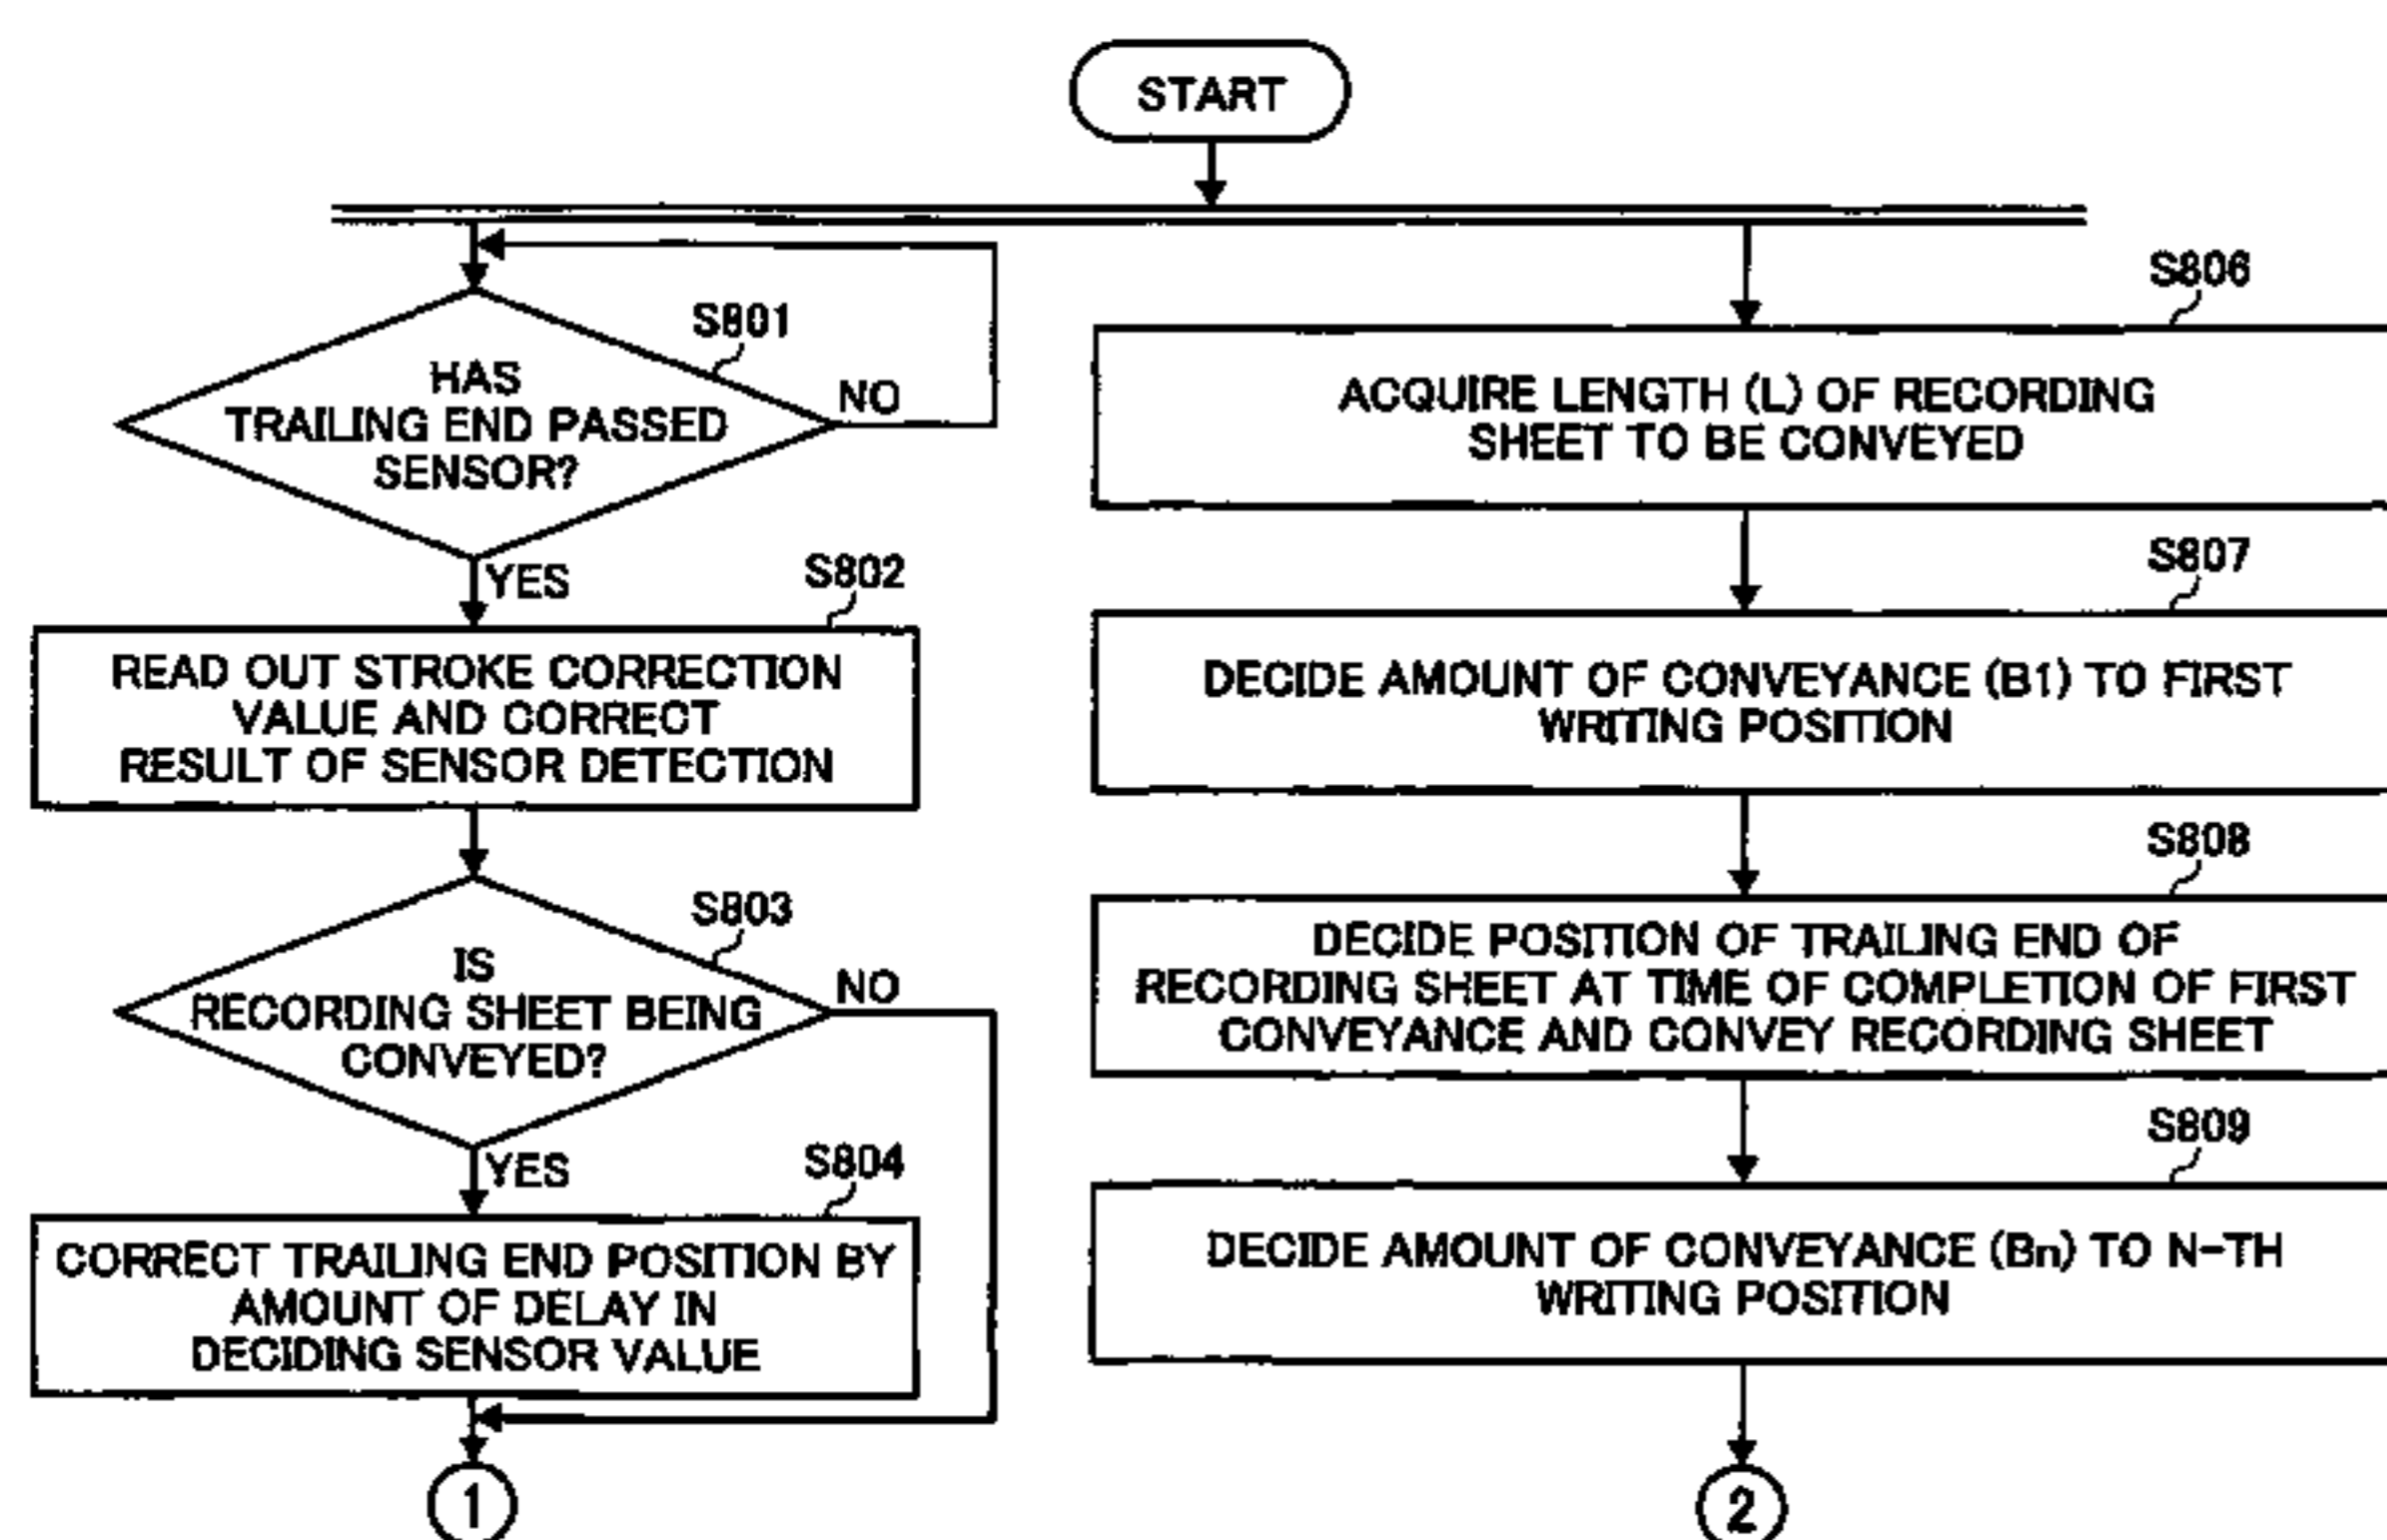 START
S801
HAS
TRAILING END PASSED
SENSOR?
NO
YES
S802
READ OUT STROKE CORRECTION
VALUE AND CORRECT
RESULT OF SENSOR DETECTION
S803
IS
RECORDING SHEET BEING
CONVEYED?
NO
YES
S804
CORRECT TRAILING END POSITION BY
AMOUNT OF DELAY IN
DECIDING SENSOR VALUE
1
S806
ACQUIRE LENGTH (L) OF RECORDING
SHEET TO BE CONVEYED
S807
DECIDE AMOUNT OF CONVEYANCE (B1) TO FIRST
WRITING POSITION
S808
DECIDE POSITION OF TRAILING END OF
RECORDING SHEET AT TIME OF COMPLETION OF FIRST
CONVEYANCE AND CONVEY RECORDING SHEET
S809
DECIDE AMOUNT OF CONVEYANCE (Bn) TO N-TH
WRITING POSITION
2